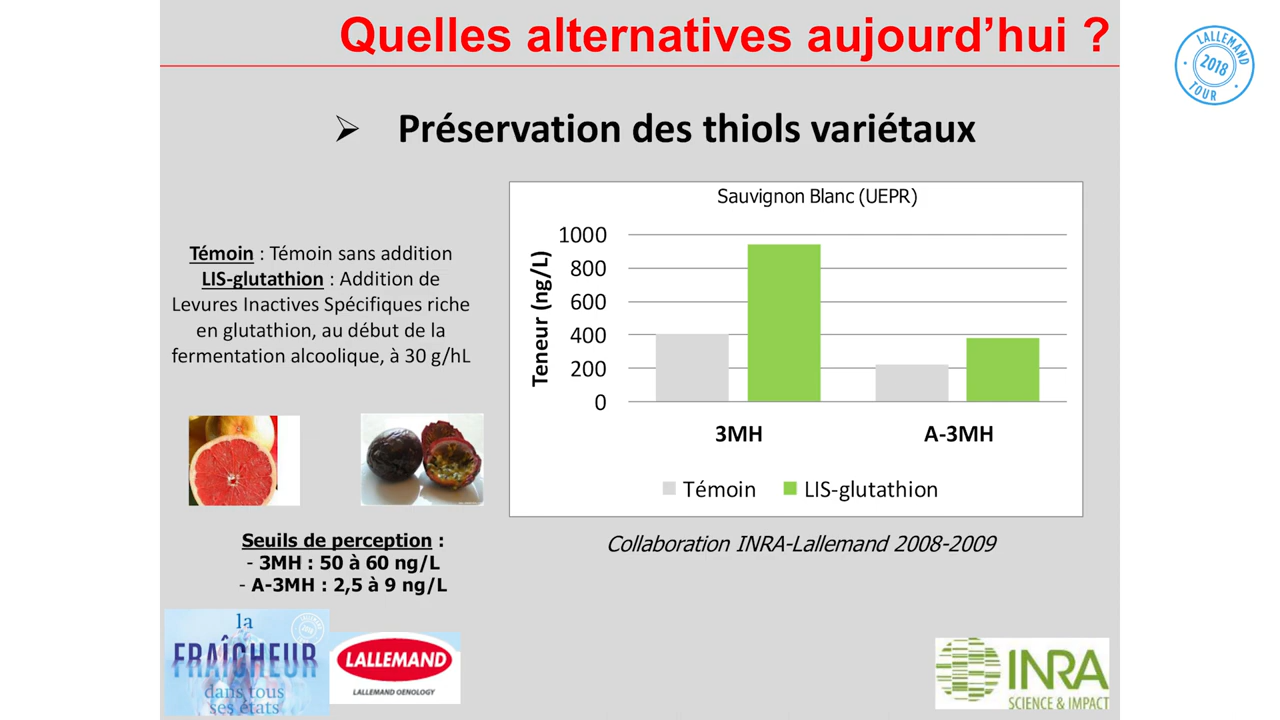 Quelles alternatives aujourd’hui ?
LALLEMAND
2018
TOUR
➢ Préservation des thiols variétaux
Témoin : Témoin sans addition
LIS-glutathion : Addition de
Levures Inactives Spécifiques riche
en glutathion, au début de la
fermentation alcoolique, à 30 g/hL
Sauvignon Blanc (UEPR)
Teneur (ng/L)
1000
800
600
400
200
0
3MH A-3MH
Témoin LIS-glutathion
Seuils de perception :
- 3MH : 50 à 60 ng/L
- A-3MH : 2,5 à 9 ng/L
Collaboration INRA-Lallemand 2008-2009
la
FRAÎCHEUR
dans tous
ses états
LALLEMAND
LALLEMAND OENOLOGY
INRA
SCIENCE & IMPACT